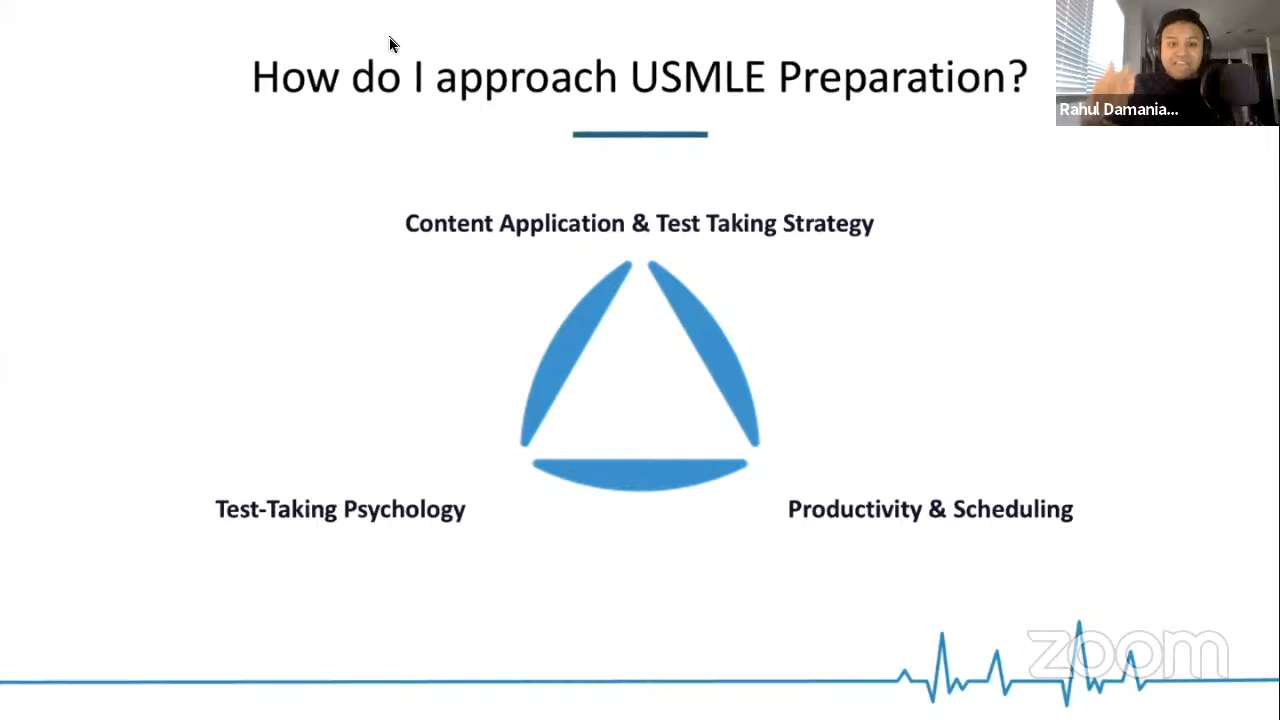 How do I approach USMLE Preparation?
Rahul Damania...
Content Application & Test Taking Strategy
Test-Taking Psychology
Productivity & Scheduling
zoom